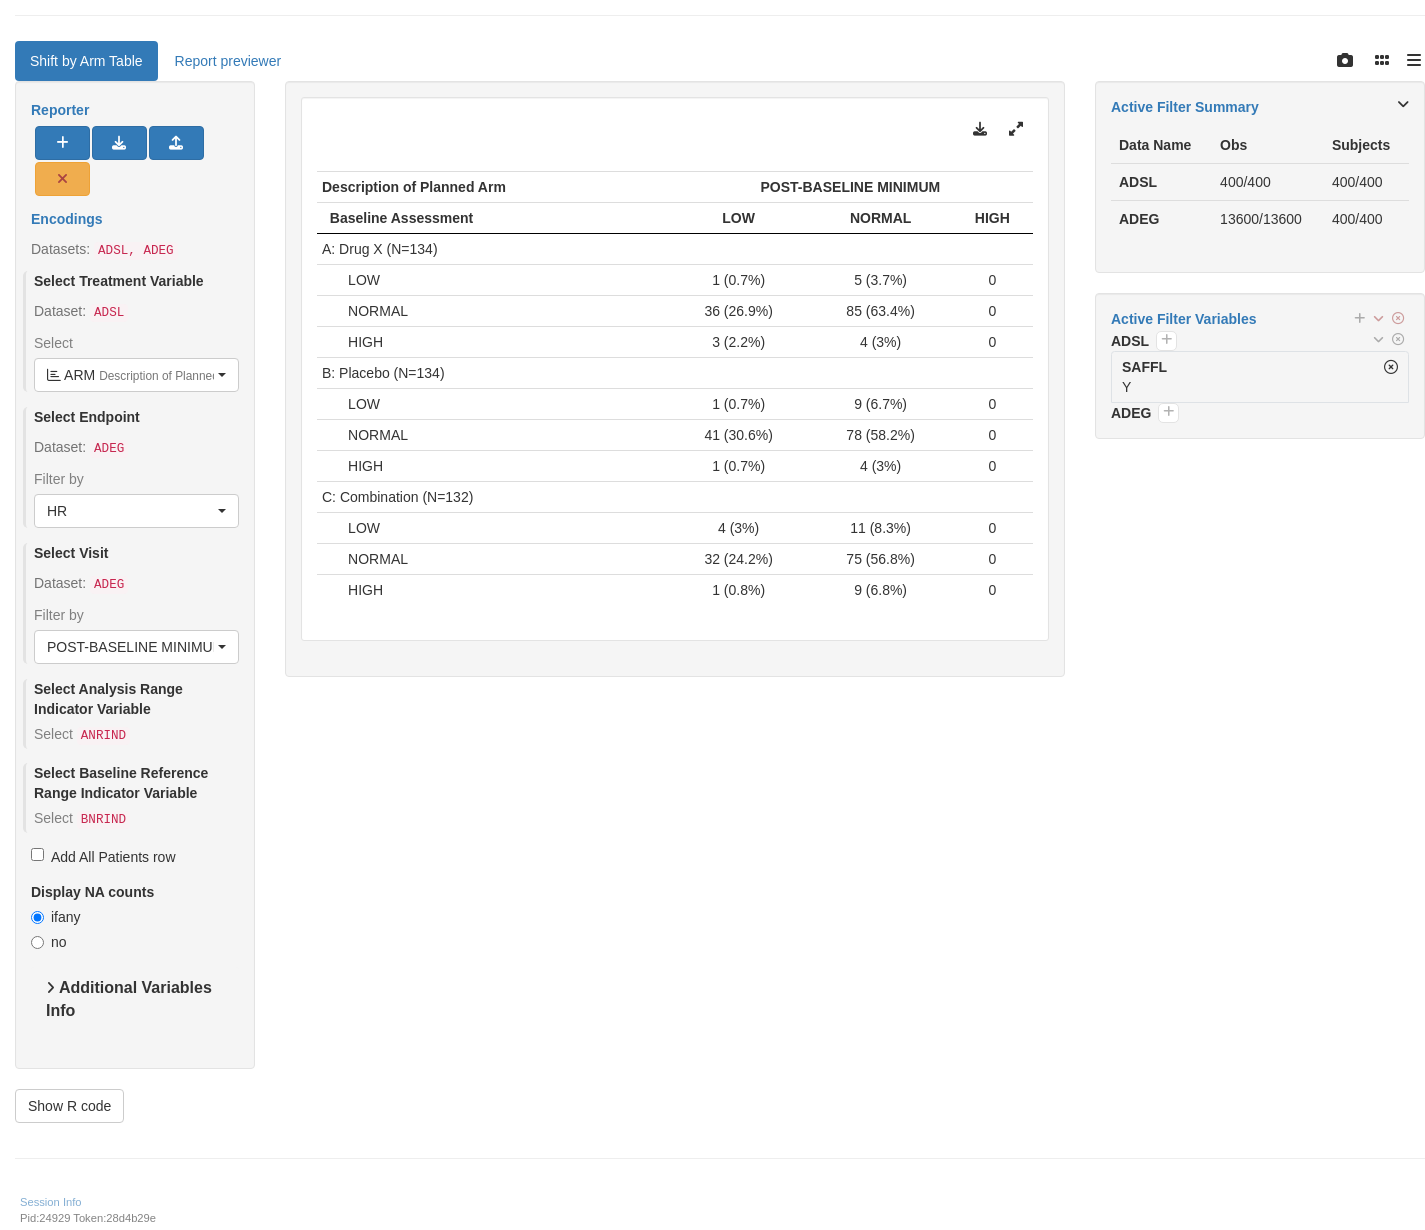 Shift by Arm Table
Report previewer
Reporter
Encodings
Datasets: ADSL, ADEG
Select Treatment Variable
Dataset: ADSL
Select
ARM Description of Planned
Select Endpoint
Dataset: ADEG
Filter by
HR
Select Visit
Dataset: ADEG
Filter by
POST-BASELINE MINIMU
Select Analysis Range
Indicator Variable
Select ANRIND
Select Baseline Reference
Range Indicator Variable
Select BNRIND
Add All Patients row
Display NA counts
ifany
no
Additional Variables
Info
Show R code
Description of Planned Arm POST-BASELINE MINIMUM
Baseline Assessment LOW NORMAL HIGH
A: Drug X (N=134)
LOW 1 (0.7%) 5 (3.7%) 0
NORMAL 36 (26.9%) 85 (63.4%) 0
HIGH 3 (2.2%) 4 (3%) 0
B: Placebo (N=134)
LOW 1 (0.7%) 9 (6.7%) 0
NORMAL 41 (30.6%) 78 (58.2%) 0
HIGH 1 (0.7%) 4 (3%) 0
C: Combination (N=132)
LOW 4 (3%) 11 (8.3%) 0
NORMAL 32 (24.2%) 75 (56.8%) 0
HIGH 1 (0.8%) 9 (6.8%) 0
Active Filter Summary
Data Name Obs Subjects
ADSL 400/400 400/400
ADEG 13600/13600 400/400
Active Filter Variables
ADSL
SAFFL
Y
ADEG
Session Info
Pid:24929 Token:28d4b29e